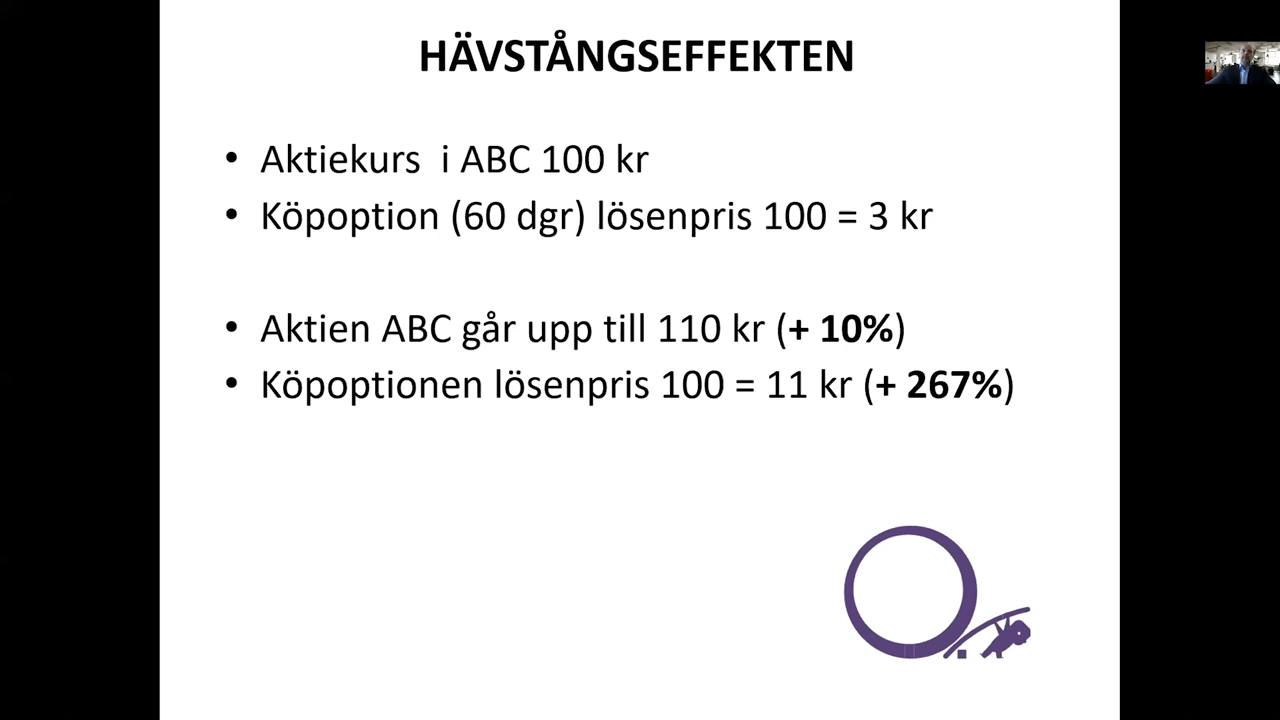 HÄVSTÅNGSEFFEKTEN
• Aktiekurs  i ABC 100 kr
• Köpoption (60 dgr) lösenpris 100 = 3 kr
• Aktien ABC går upp till 110 kr (+ 10%)
• Köpoptionen lösenpris 100 = 11 kr (+ 267%)